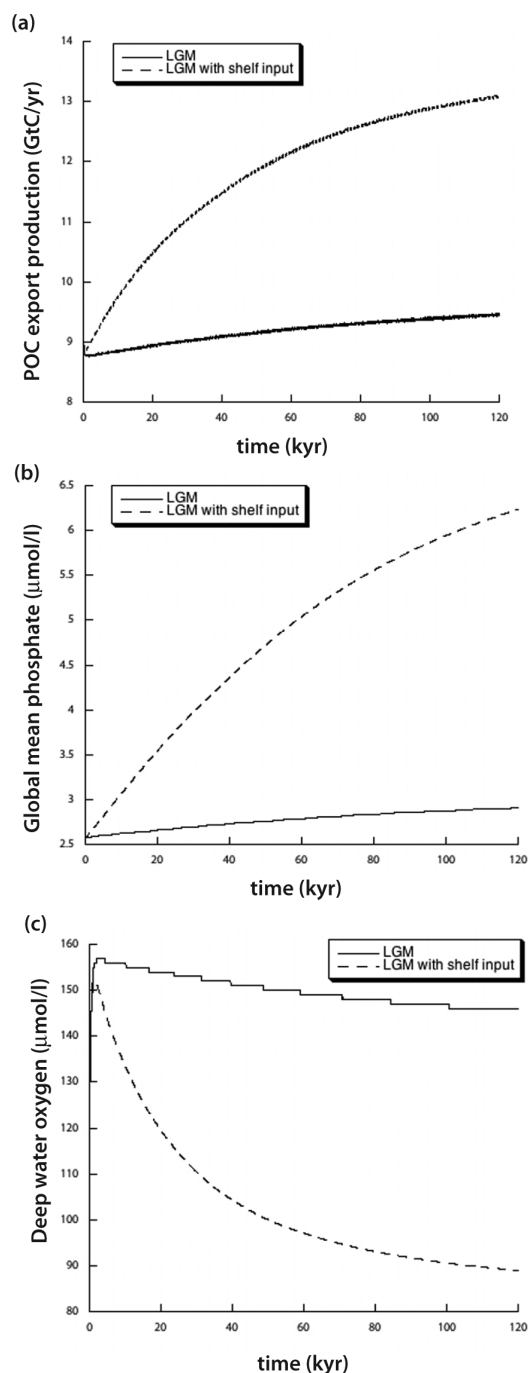 (a)
14
13
12
11
10
9
8
LGM
LGM with shelf input
POC export production (GtC/yr)
0 20 40 60 80 100 120
time (kyr)
(b)
6.5
6
5.5
5
4.5
4
3.5
3
2.5
LGM
LGM with shelf input
Global mean phosphate (μmol/l)
0 20 40 60 80 100 120
time (kyr)
(c)
160
150
140
130
120
110
100
90
80
LGM
LGM with shelf input
Deep water oxygen (μmol/l)
0 20 40 60 80 100 120
time (kyr)